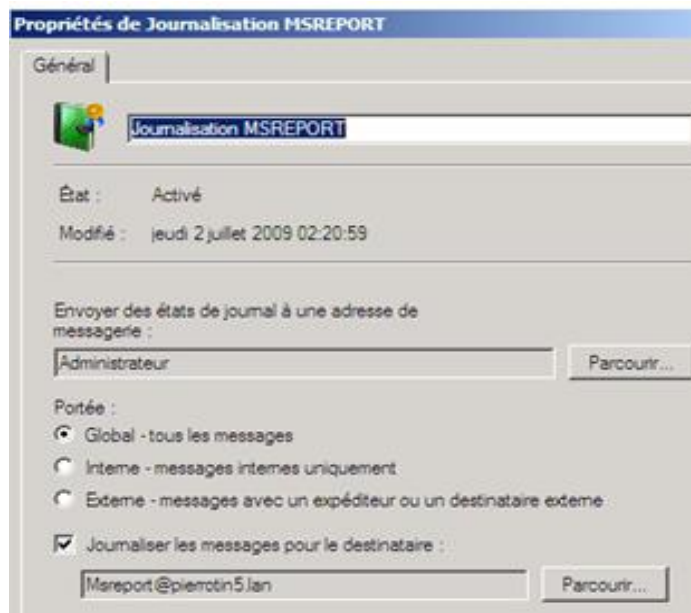 Propriétés de Journalisation MSREPORT
Général
Journalisation MSREPORT
État : Activé
Modifié : jeudi 2 juillet 2009 02:20:59
Envoyer des états de journal à une adresse de
messagerie :
Administrateur Parcourir...
Portée :
Global - tous les messages
Interne - messages internes uniquement
Externe - messages avec un expéditeur ou un destinataire externe
Journaliser les messages pour le destinataire :
Msreport@pierrotin5.lan Parcourir...